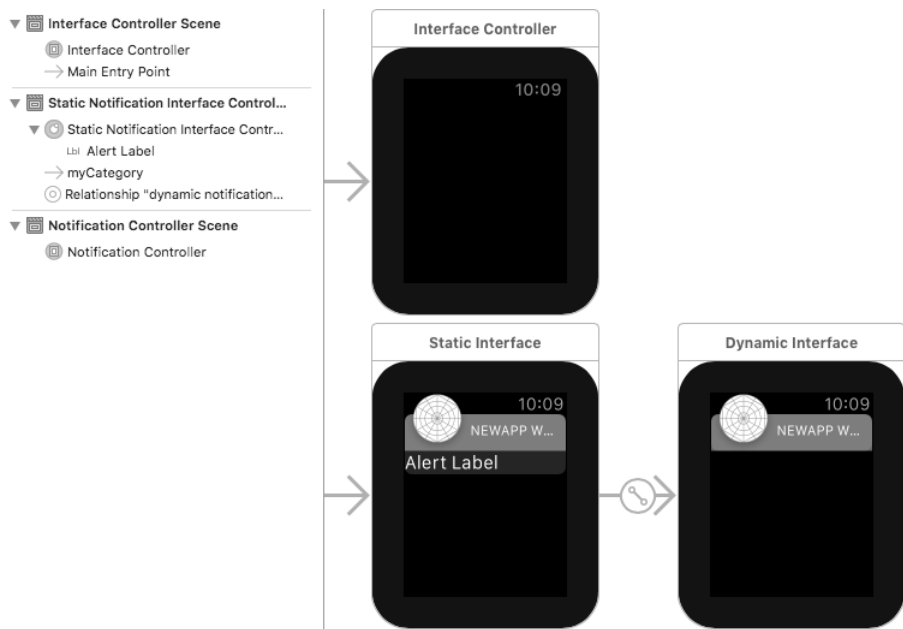 Interface Controller Scene
Interface Controller
Main Entry Point
Static Notification Interface Control...
Static Notification Interface Contr...
Lbl Alert Label
myCategory
Relationship "dynamic notification...
Notification Controller Scene
Notification Controller
Interface Controller
10:09
Static Interface
10:09
NEWAPP W...
Alert Label
Dynamic Interface
10:09
NEWAPP W...